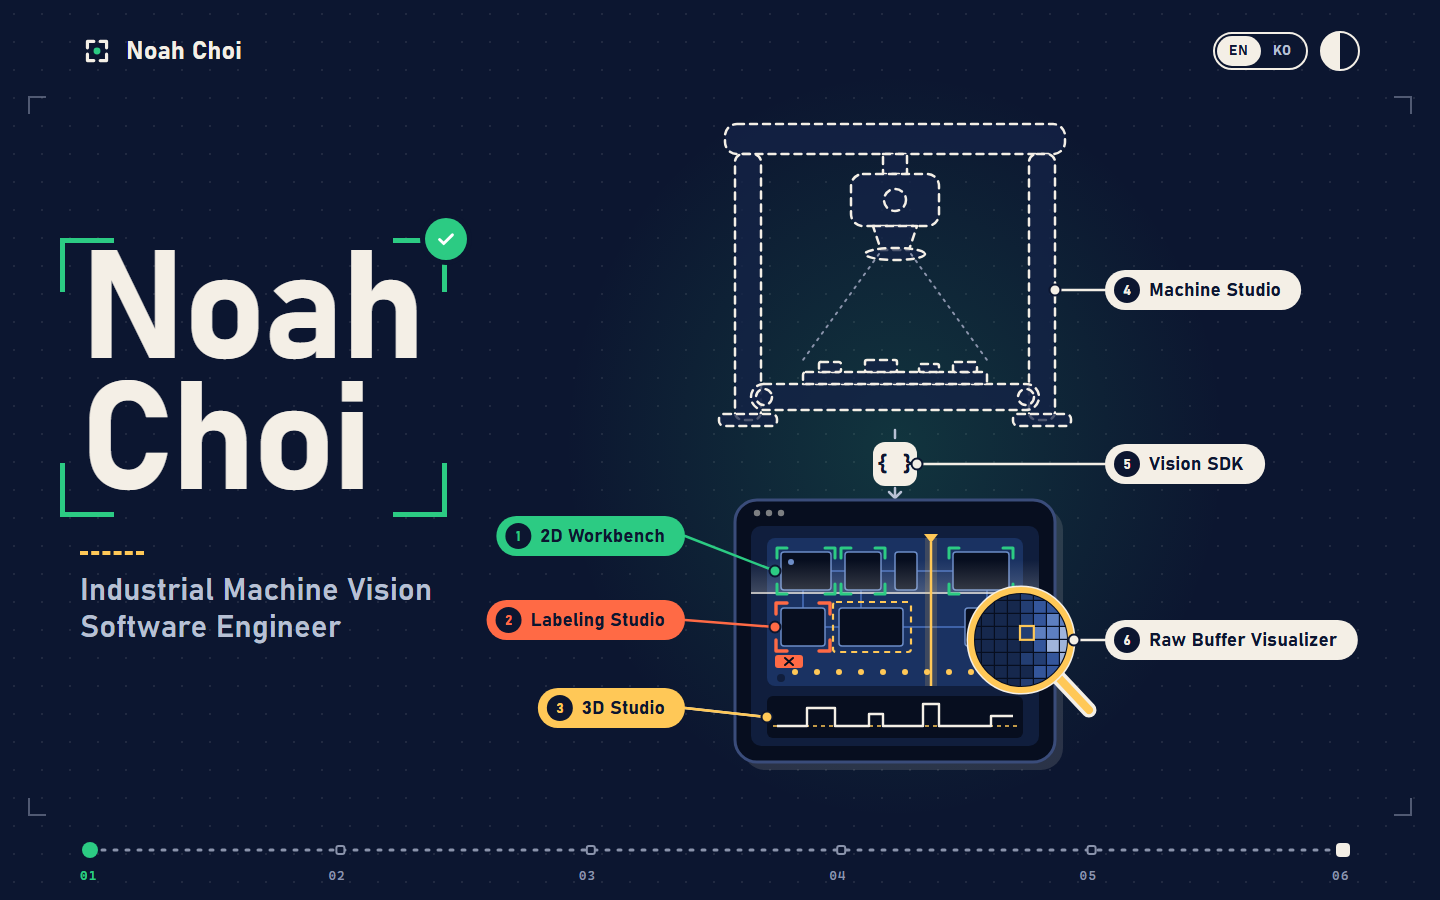 Noah Choi
EN KO
Noah
Choi
Industrial Machine Vision
Software Engineer
4 Machine Studio
{ }
5 Vision SDK
1 2D Workbench
2 Labeling Studio
6 Raw Buffer Visualizer
3 3D Studio
01 02 03 04 05 06